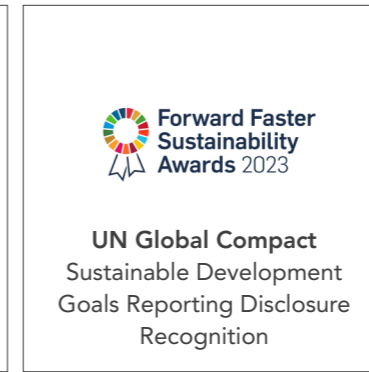 Forward Faster
Sustainability
Awards 2023
UN Global Compact
Sustainable Development
Goals Reporting Disclosure
Recognition